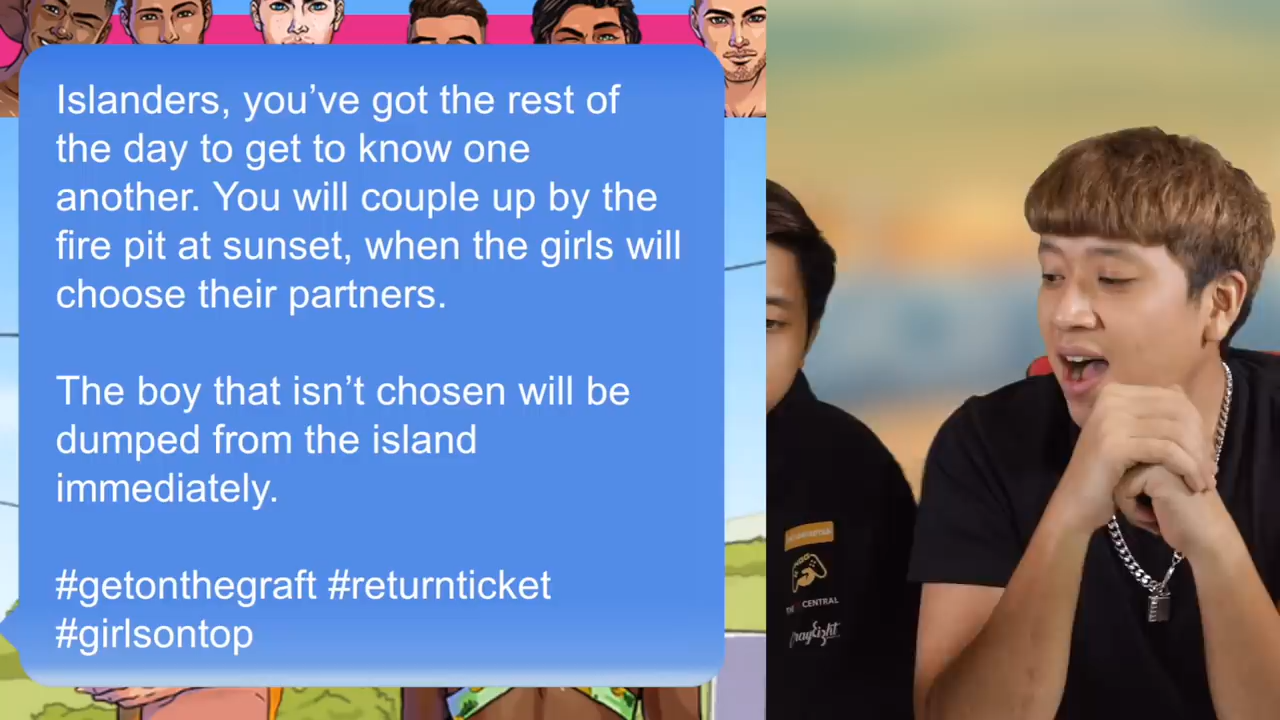 Islanders, you’ve got the rest of
the day to get to know one
another. You will couple up by the
fire pit at sunset, when the girls will
choose their partners.
The boy that isn’t chosen will be
dumped from the island
immediately.
#getonthegraft #returnticket
#girlsontop
NGG
CENTRAL